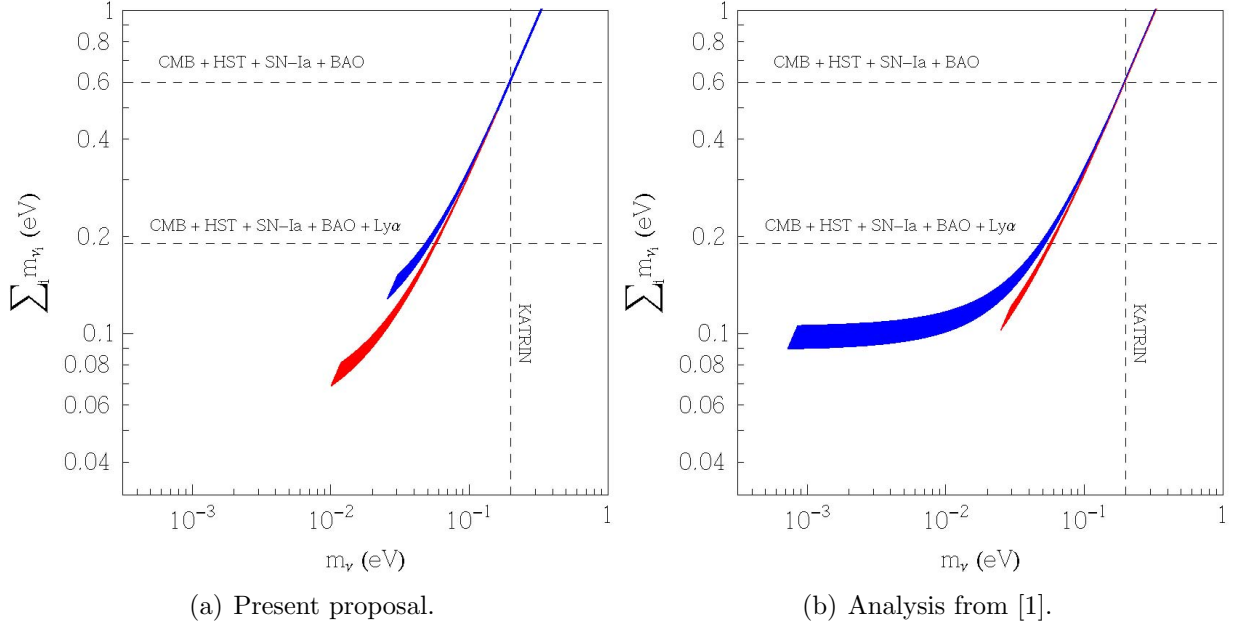 1
0.8
0.6
0.4
0.2
0.1
0.08
0.06
0.04
CMB + HST + SN-Ia + BAO
CMB + HST + SN-Ia + BAO + Lyα
KATRIN
∑i mνi (eV)
10⁻³ 10⁻² 10⁻¹ 1
mν (eV)
(a) Present proposal.
1
0.8
0.6
0.4
0.2
0.1
0.08
0.06
0.04
CMB + HST + SN-Ia + BAO
CMB + HST + SN-Ia + BAO + Lyα
KATRIN
∑i mνi (eV)
10⁻³ 10⁻² 10⁻¹ 1
mν (eV)
(b) Analysis from [1].